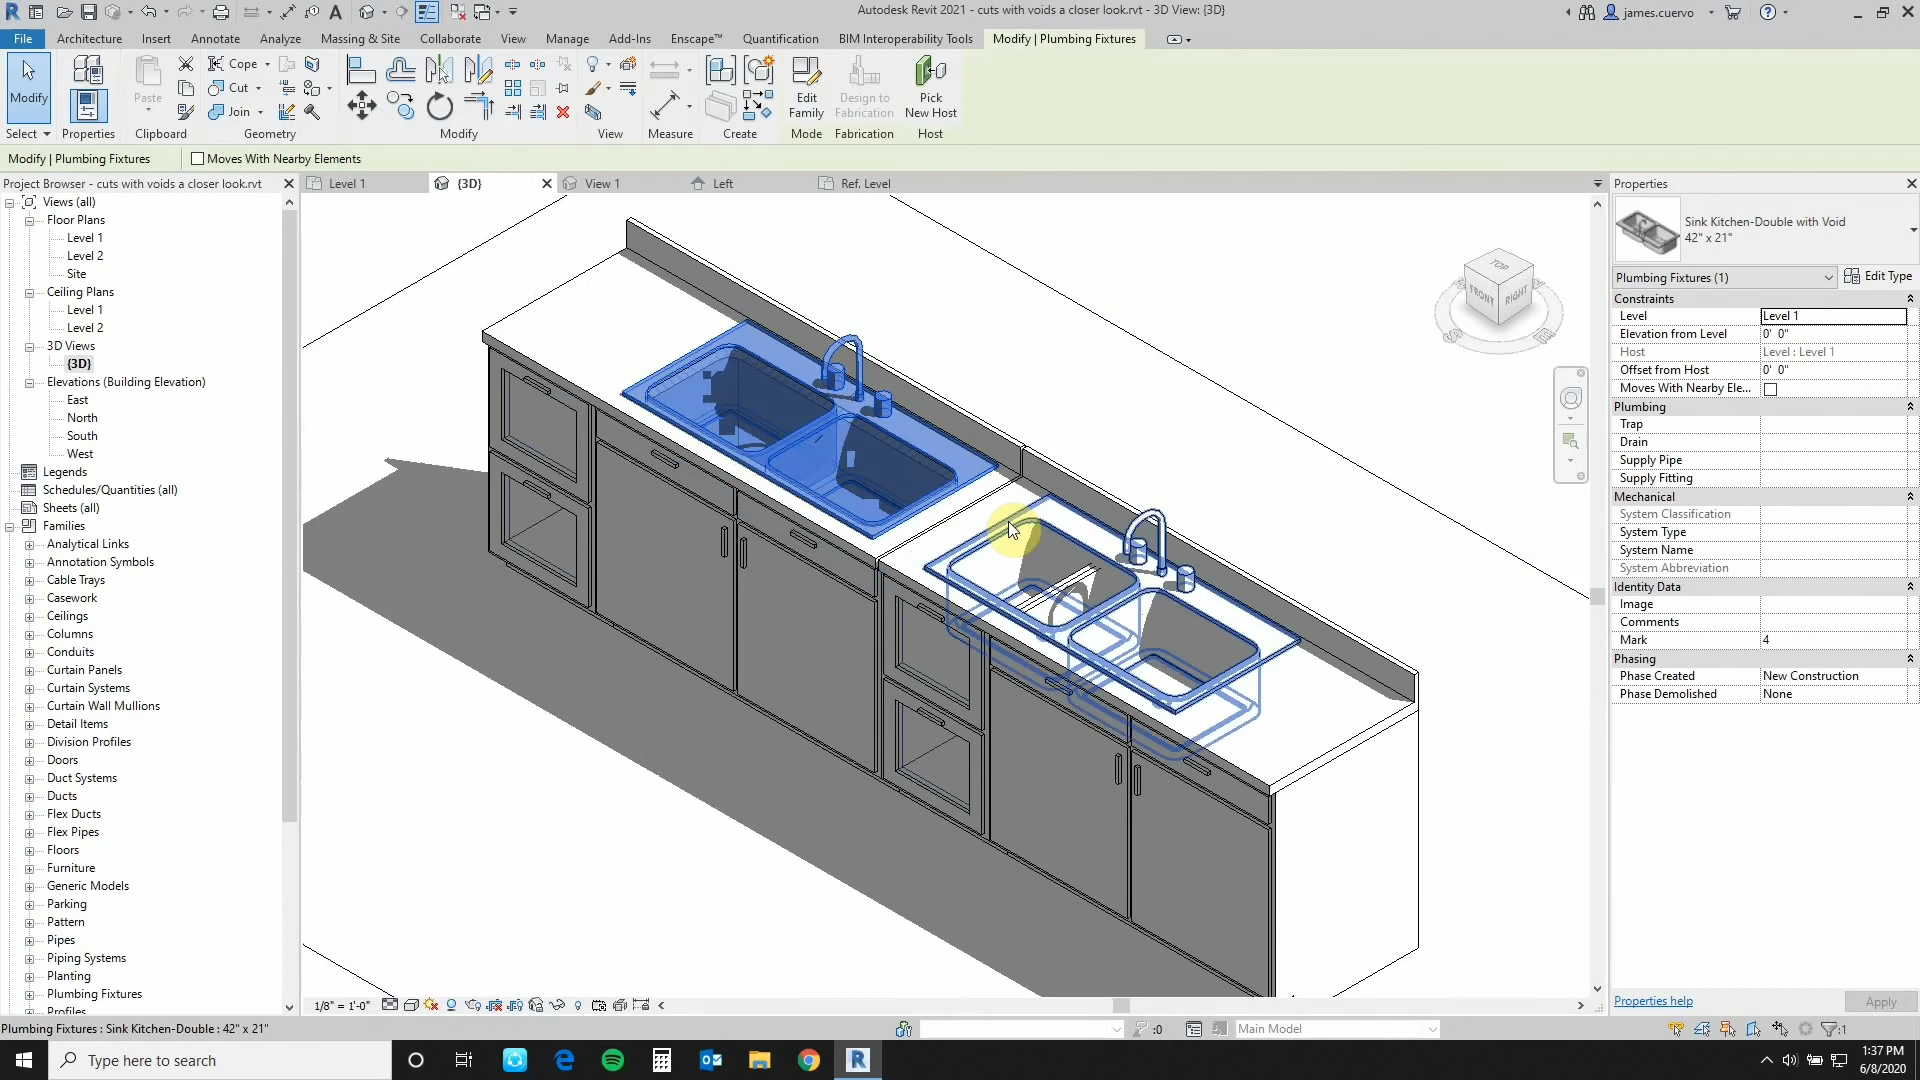 Autodesk Revit 2021 - cuts with voids a closer look.rvt - 3D View: {3D}
james.cuervo
File
Architecture
Insert
Annotate
Analyze
Massing & Site
Collaborate
View
Manage
Add-Ins
Enscape™
Quantification
BIM Interoperability Tools
Modify | Plumbing Fixtures
Modify
Paste
Cope
Cut
Join
Edit
Family
Design to
Fabrication
Pick
New Host
Select
Properties
Clipboard
Geometry
Modify
View
Measure
Create
Mode
Fabrication
Host
Modify | Plumbing Fixtures
Moves With Nearby Elements
Project Browser - cuts with voids a closer look.rvt
Level 1
{3D}
View 1
Left
Ref. Level
Views (all)
Floor Plans
Level 1
Level 2
Site
Ceiling Plans
Level 1
Level 2
3D Views
{3D}
Elevations (Building Elevation)
East
North
South
West
Legends
Schedules/Quantities (all)
Sheets (all)
Families
Analytical Links
Annotation Symbols
Cable Trays
Casework
Ceilings
Columns
Conduits
Curtain Panels
Curtain Systems
Curtain Wall Mullions
Detail Items
Division Profiles
Doors
Duct Systems
Ducts
Flex Ducts
Flex Pipes
Floors
Furniture
Generic Models
Parking
Pattern
Pipes
Piping Systems
Planting
Plumbing Fixtures
Profiles
TOP
FRONT
RIGHT
Properties
Sink Kitchen-Double with Void
42" x 21"
Plumbing Fixtures (1)
Edit Type
Constraints
Level Level 1
Elevation from Level 0' 0"
Host Level : Level 1
Offset from Host 0' 0"
Moves With Nearby Ele...
Plumbing
Trap
Drain
Supply Pipe
Supply Fitting
Mechanical
System Classification
System Type
System Name
System Abbreviation
Identity Data
Image
Comments
Mark 4
Phasing
Phase Created New Construction
Phase Demolished None
Properties help
Apply
1/8" = 1'-0"
Plumbing Fixtures : Sink Kitchen-Double : 42" x 21"
:0
Main Model
:1
Type here to search
1:37 PM
6/8/2020